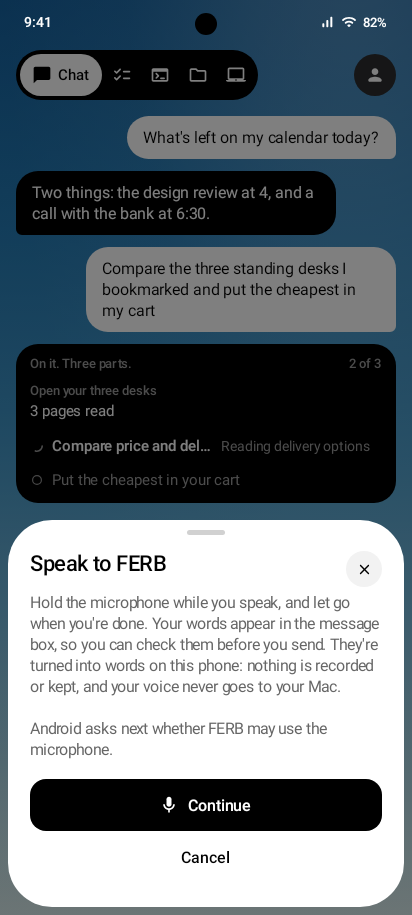 9:41
82%
Chat
What's left on my calendar today?
Two things: the design review at 4, and a
call with the bank at 6:30.
Compare the three standing desks I
bookmarked and put the cheapest in
my cart
On it. Three parts.
2 of 3
Open your three desks
3 pages read
Compare price and del...
Reading delivery options
Put the cheapest in your cart
Speak to FERB
Hold the microphone while you speak, and let go
when you're done. Your words appear in the message
box, so you can check them before you send. They're
turned into words on this phone: nothing is recorded
or kept, and your voice never goes to your Mac.
Android asks next whether FERB may use the
microphone.
Continue
Cancel